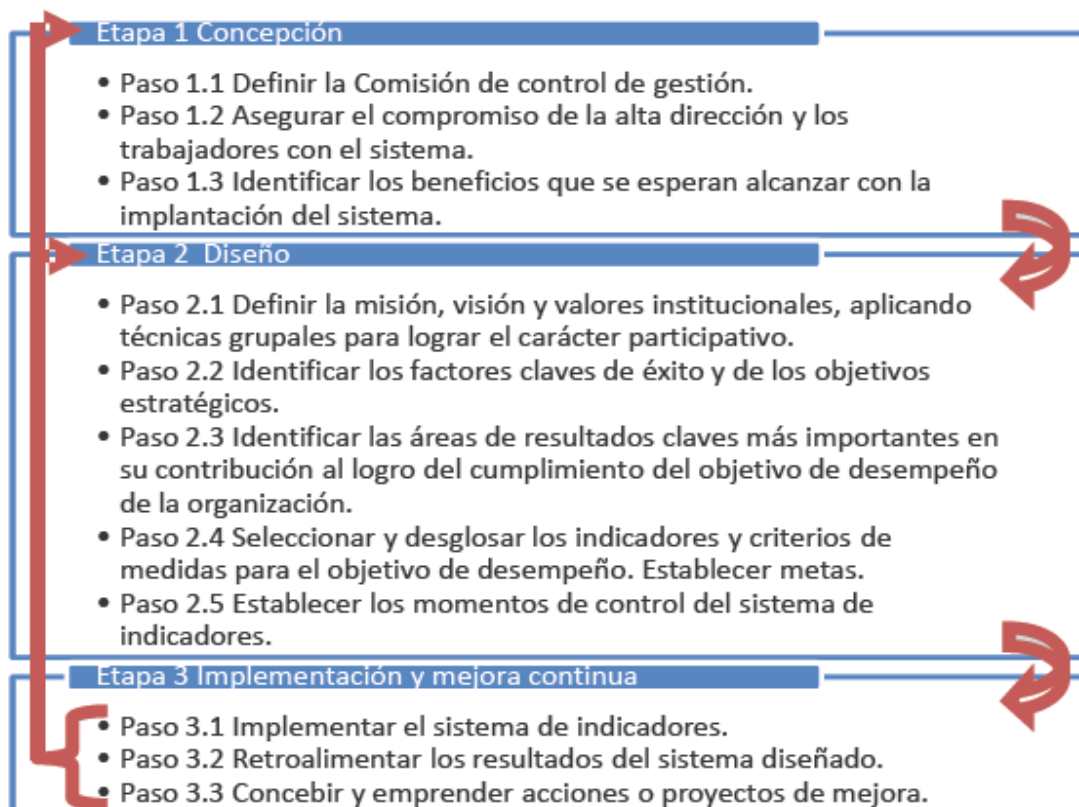 Etapa 1 Concepción
• Paso 1.1 Definir la Comisión de control de gestión.
• Paso 1.2 Asegurar el compromiso de la alta dirección y los
trabajadores con el sistema.
• Paso 1.3 Identificar los beneficios que se esperan alcanzar con la
implantación del sistema.
Etapa 2 Diseño
• Paso 2.1 Definir la misión, visión y valores institucionales, aplicando
técnicas grupales para lograr el carácter participativo.
• Paso 2.2 Identificar los factores claves de éxito y de los objetivos
estratégicos.
• Paso 2.3 Identificar las áreas de resultados claves más importantes en
su contribución al logro del cumplimiento del objetivo de desempeño
de la organización.
• Paso 2.4 Seleccionar y desglosar los indicadores y criterios de
medidas para el objetivo de desempeño. Establecer metas.
• Paso 2.5 Establecer los momentos de control del sistema de
indicadores.
Etapa 3 Implementación y mejora continua
• Paso 3.1 Implementar el sistema de indicadores.
• Paso 3.2 Retroalimentar los resultados del sistema diseñado.
• Paso 3.3 Concebir y emprender acciones o proyectos de mejora.